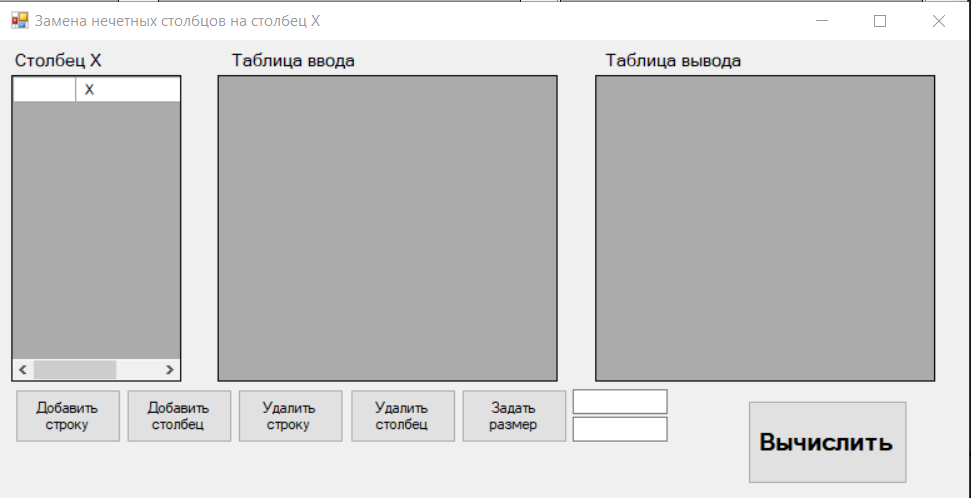 Замена нечетных столбцов на столбец X
Столбец X
Таблица ввода
Таблица вывода
X
Добавить
строку
Добавить
столбец
Удалить
строку
Удалить
столбец
Задать
размер
Вычислить